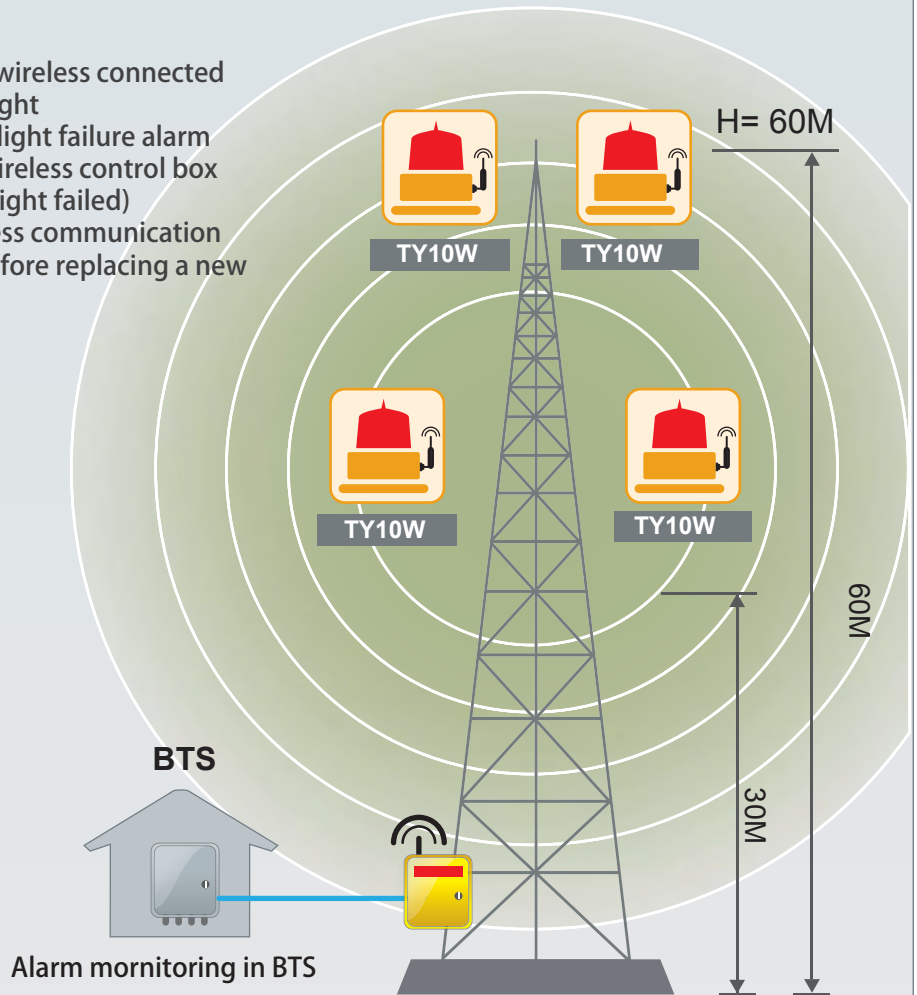 wireless connected
ght
light failure alarm
ireless control box
ight failed)
ess communication
fore replacing a new
H= 60M
TY10W
TY10W
TY10W
TY10W
60M
30M
BTS
Alarm mornitoring in BTS